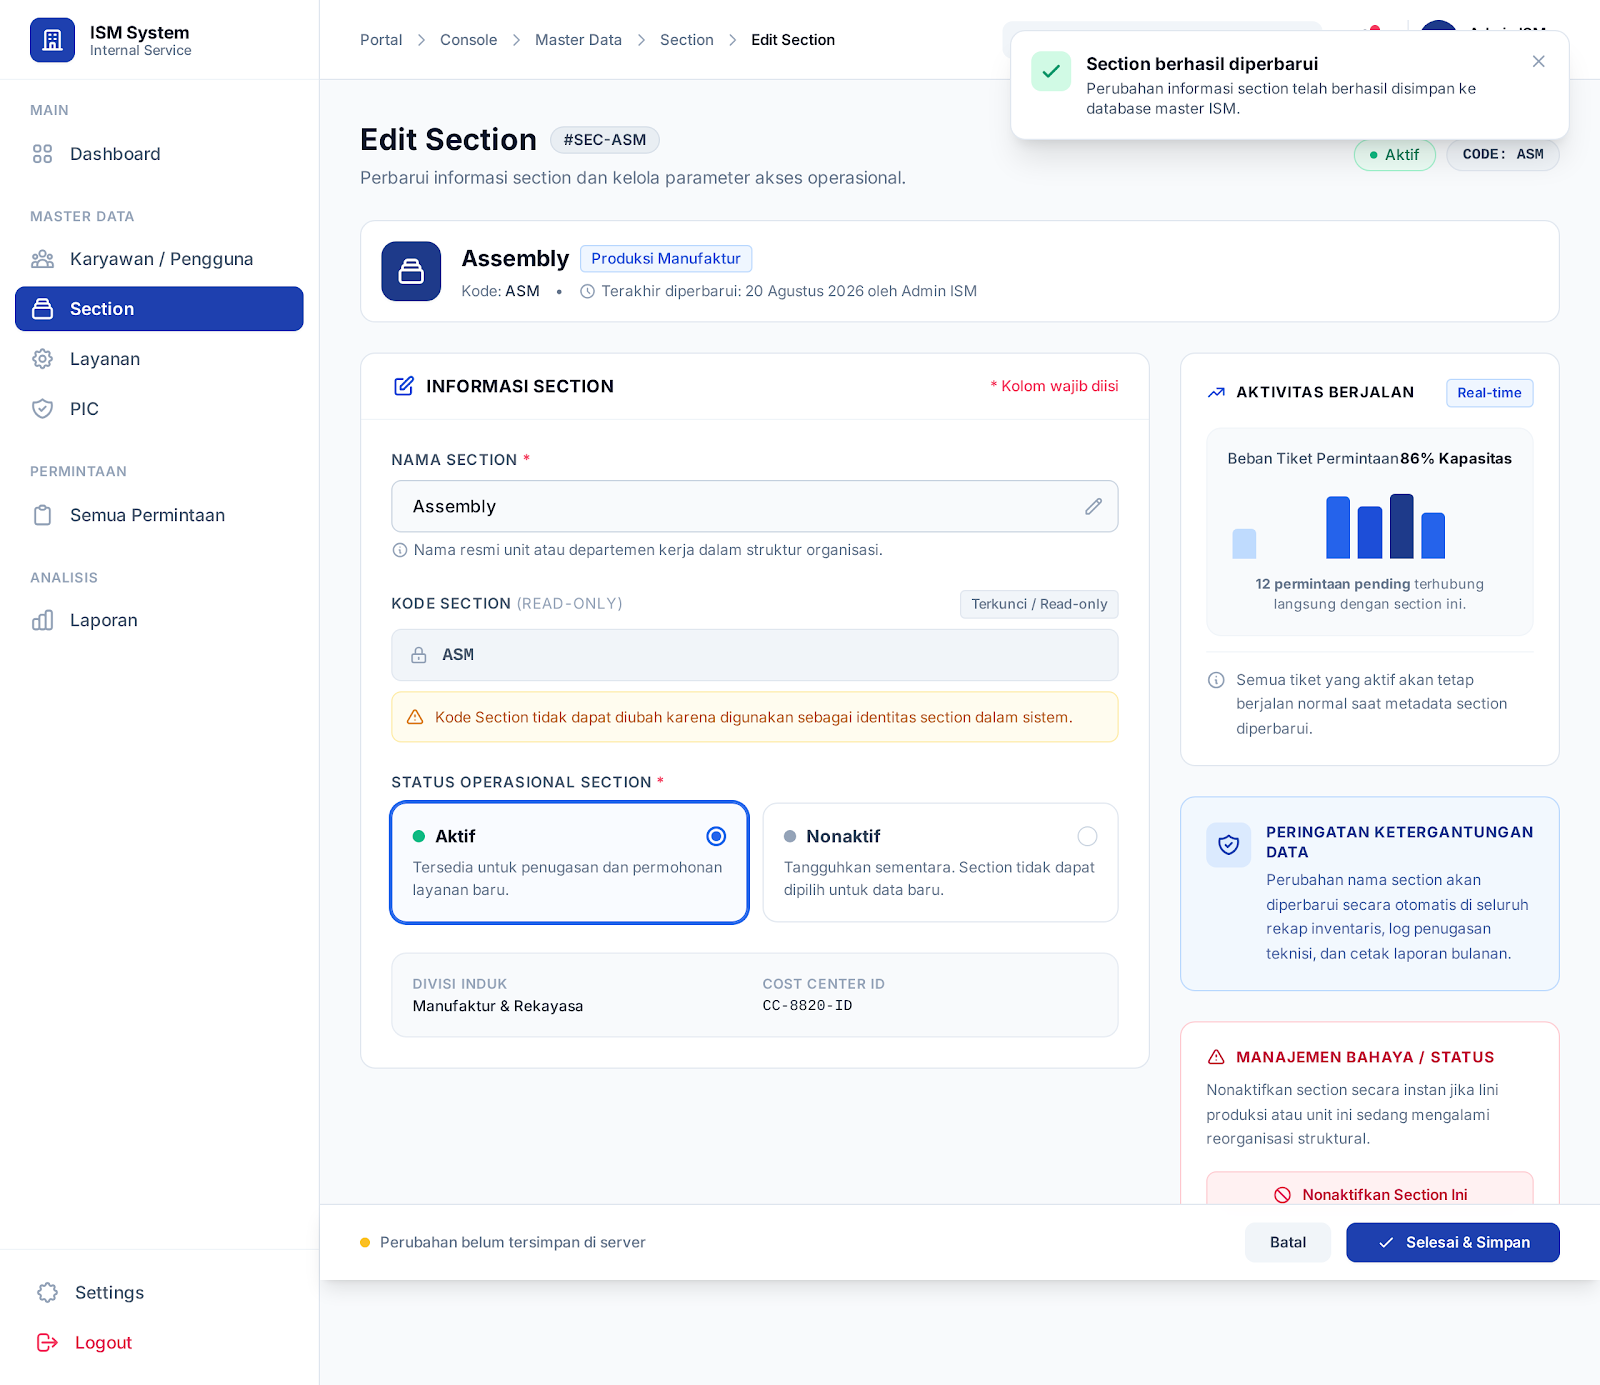 ISM System
Internal Service
MAIN
Dashboard
MASTER DATA
Karyawan / Pengguna
Section
Layanan
PIC
PERMINTAAN
Semua Permintaan
ANALISIS
Laporan
Settings
Logout
Portal
Console
Master Data
Section
Edit Section
Section berhasil diperbarui
Perubahan informasi section telah berhasil disimpan ke
database master ISM.
Edit Section
#SEC-ASM
Perbarui informasi section dan kelola parameter akses operasional.
Aktif
CODE: ASM
Assembly
Produksi Manufaktur
Kode: ASM • Terakhir diperbarui: 20 Agustus 2026 oleh Admin ISM
INFORMASI SECTION
* Kolom wajib diisi
NAMA SECTION *
Assembly
Nama resmi unit atau departemen kerja dalam struktur organisasi.
KODE SECTION (READ-ONLY)
Terkunci / Read-only
ASM
Kode Section tidak dapat diubah karena digunakan sebagai identitas section dalam sistem.
STATUS OPERASIONAL SECTION *
Aktif
Tersedia untuk penugasan dan permohonan
layanan baru.
Nonaktif
Tangguhkan sementara. Section tidak dapat
dipilih untuk data baru.
DIVISI INDUK
Manufaktur & Rekayasa
COST CENTER ID
CC-8820-ID
AKTIVITAS BERJALAN
Real-time
Beban Tiket Permintaan 86% Kapasitas
12 permintaan pending terhubung
langsung dengan section ini.
Semua tiket yang aktif akan tetap
berjalan normal saat metadata section
diperbarui.
PERINGATAN KETERGANTUNGAN
DATA
Perubahan nama section akan
diperbarui secara otomatis di seluruh
rekap inventaris, log penugasan
teknisi, dan cetak laporan bulanan.
MANAJEMEN BAHAYA / STATUS
Nonaktifkan section secara instan jika lini
produksi atau unit ini sedang mengalami
reorganisasi struktural.
Nonaktifkan Section Ini
Perubahan belum tersimpan di server
Batal
Selesai & Simpan